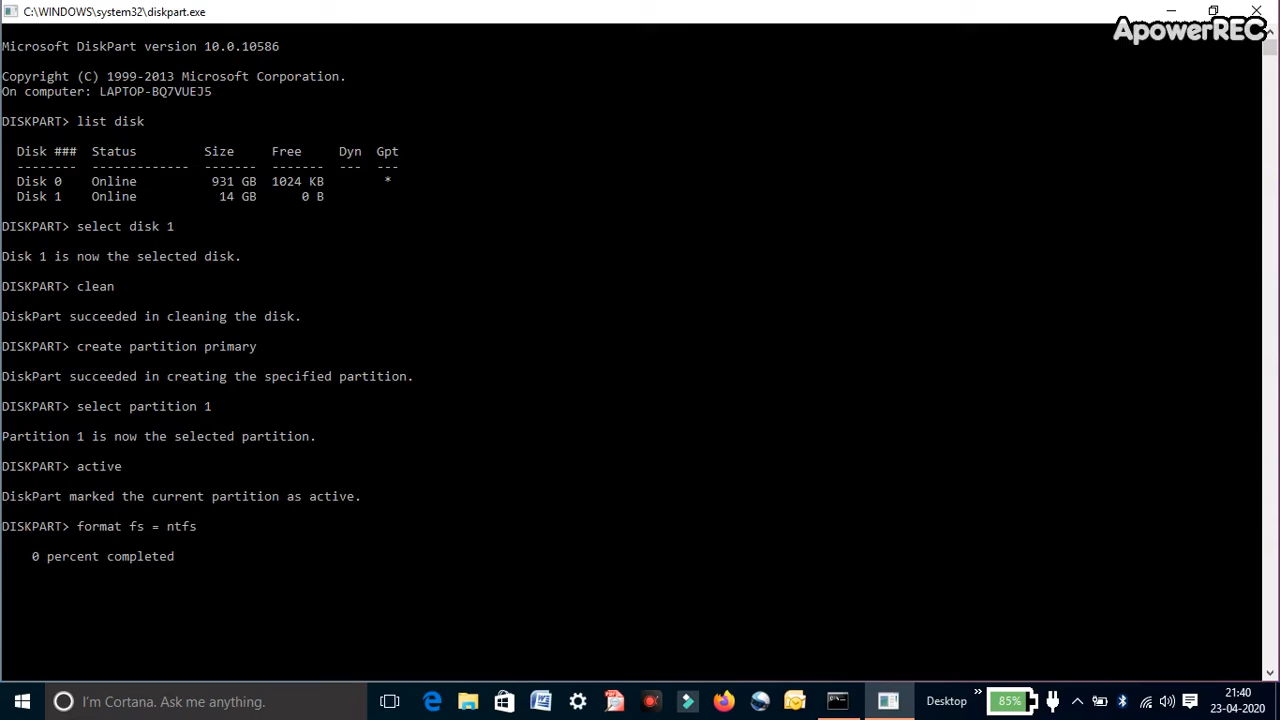 C:\WINDOWS\system32\diskpart.exe
ApowerREC
Microsoft DiskPart version 10.0.10586
Copyright (C) 1999-2013 Microsoft Corporation.
On computer: LAPTOP-BQ7VUEJ5
DISKPART> list disk
Disk ### Status Size Free Dyn Gpt
-------- ------------- ------- ------- --- ---
Disk 0 Online 931 GB 1024 KB *
Disk 1 Online 14 GB 0 B
DISKPART> select disk 1
Disk 1 is now the selected disk.
DISKPART> clean
DiskPart succeeded in cleaning the disk.
DISKPART> create partition primary
DiskPart succeeded in creating the specified partition.
DISKPART> select partition 1
Partition 1 is now the selected partition.
DISKPART> active
DiskPart marked the current partition as active.
DISKPART> format fs = ntfs
0 percent completed
I'm Cortana. Ask me anything.
Desktop
85%
21:40
23-04-2020